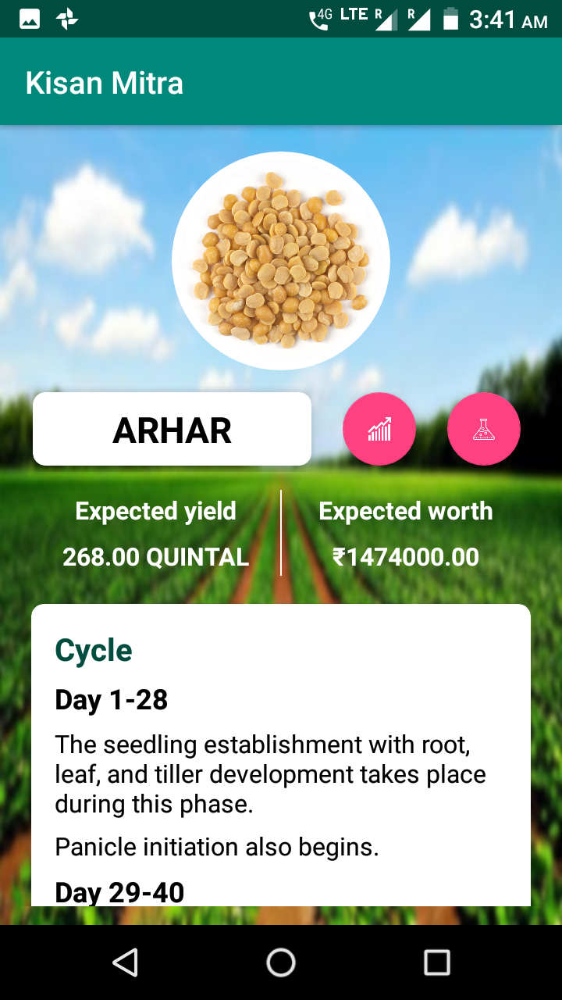 4G LTE R R 3:41 AM
Kisan Mitra
ARHAR
Expected yield
Expected worth
268.00 QUINTAL
₹1474000.00
Cycle
Day 1-28
The seedling establishment with root,
leaf, and tiller development takes place
during this phase.
Panicle initiation also begins.
Day 29-40